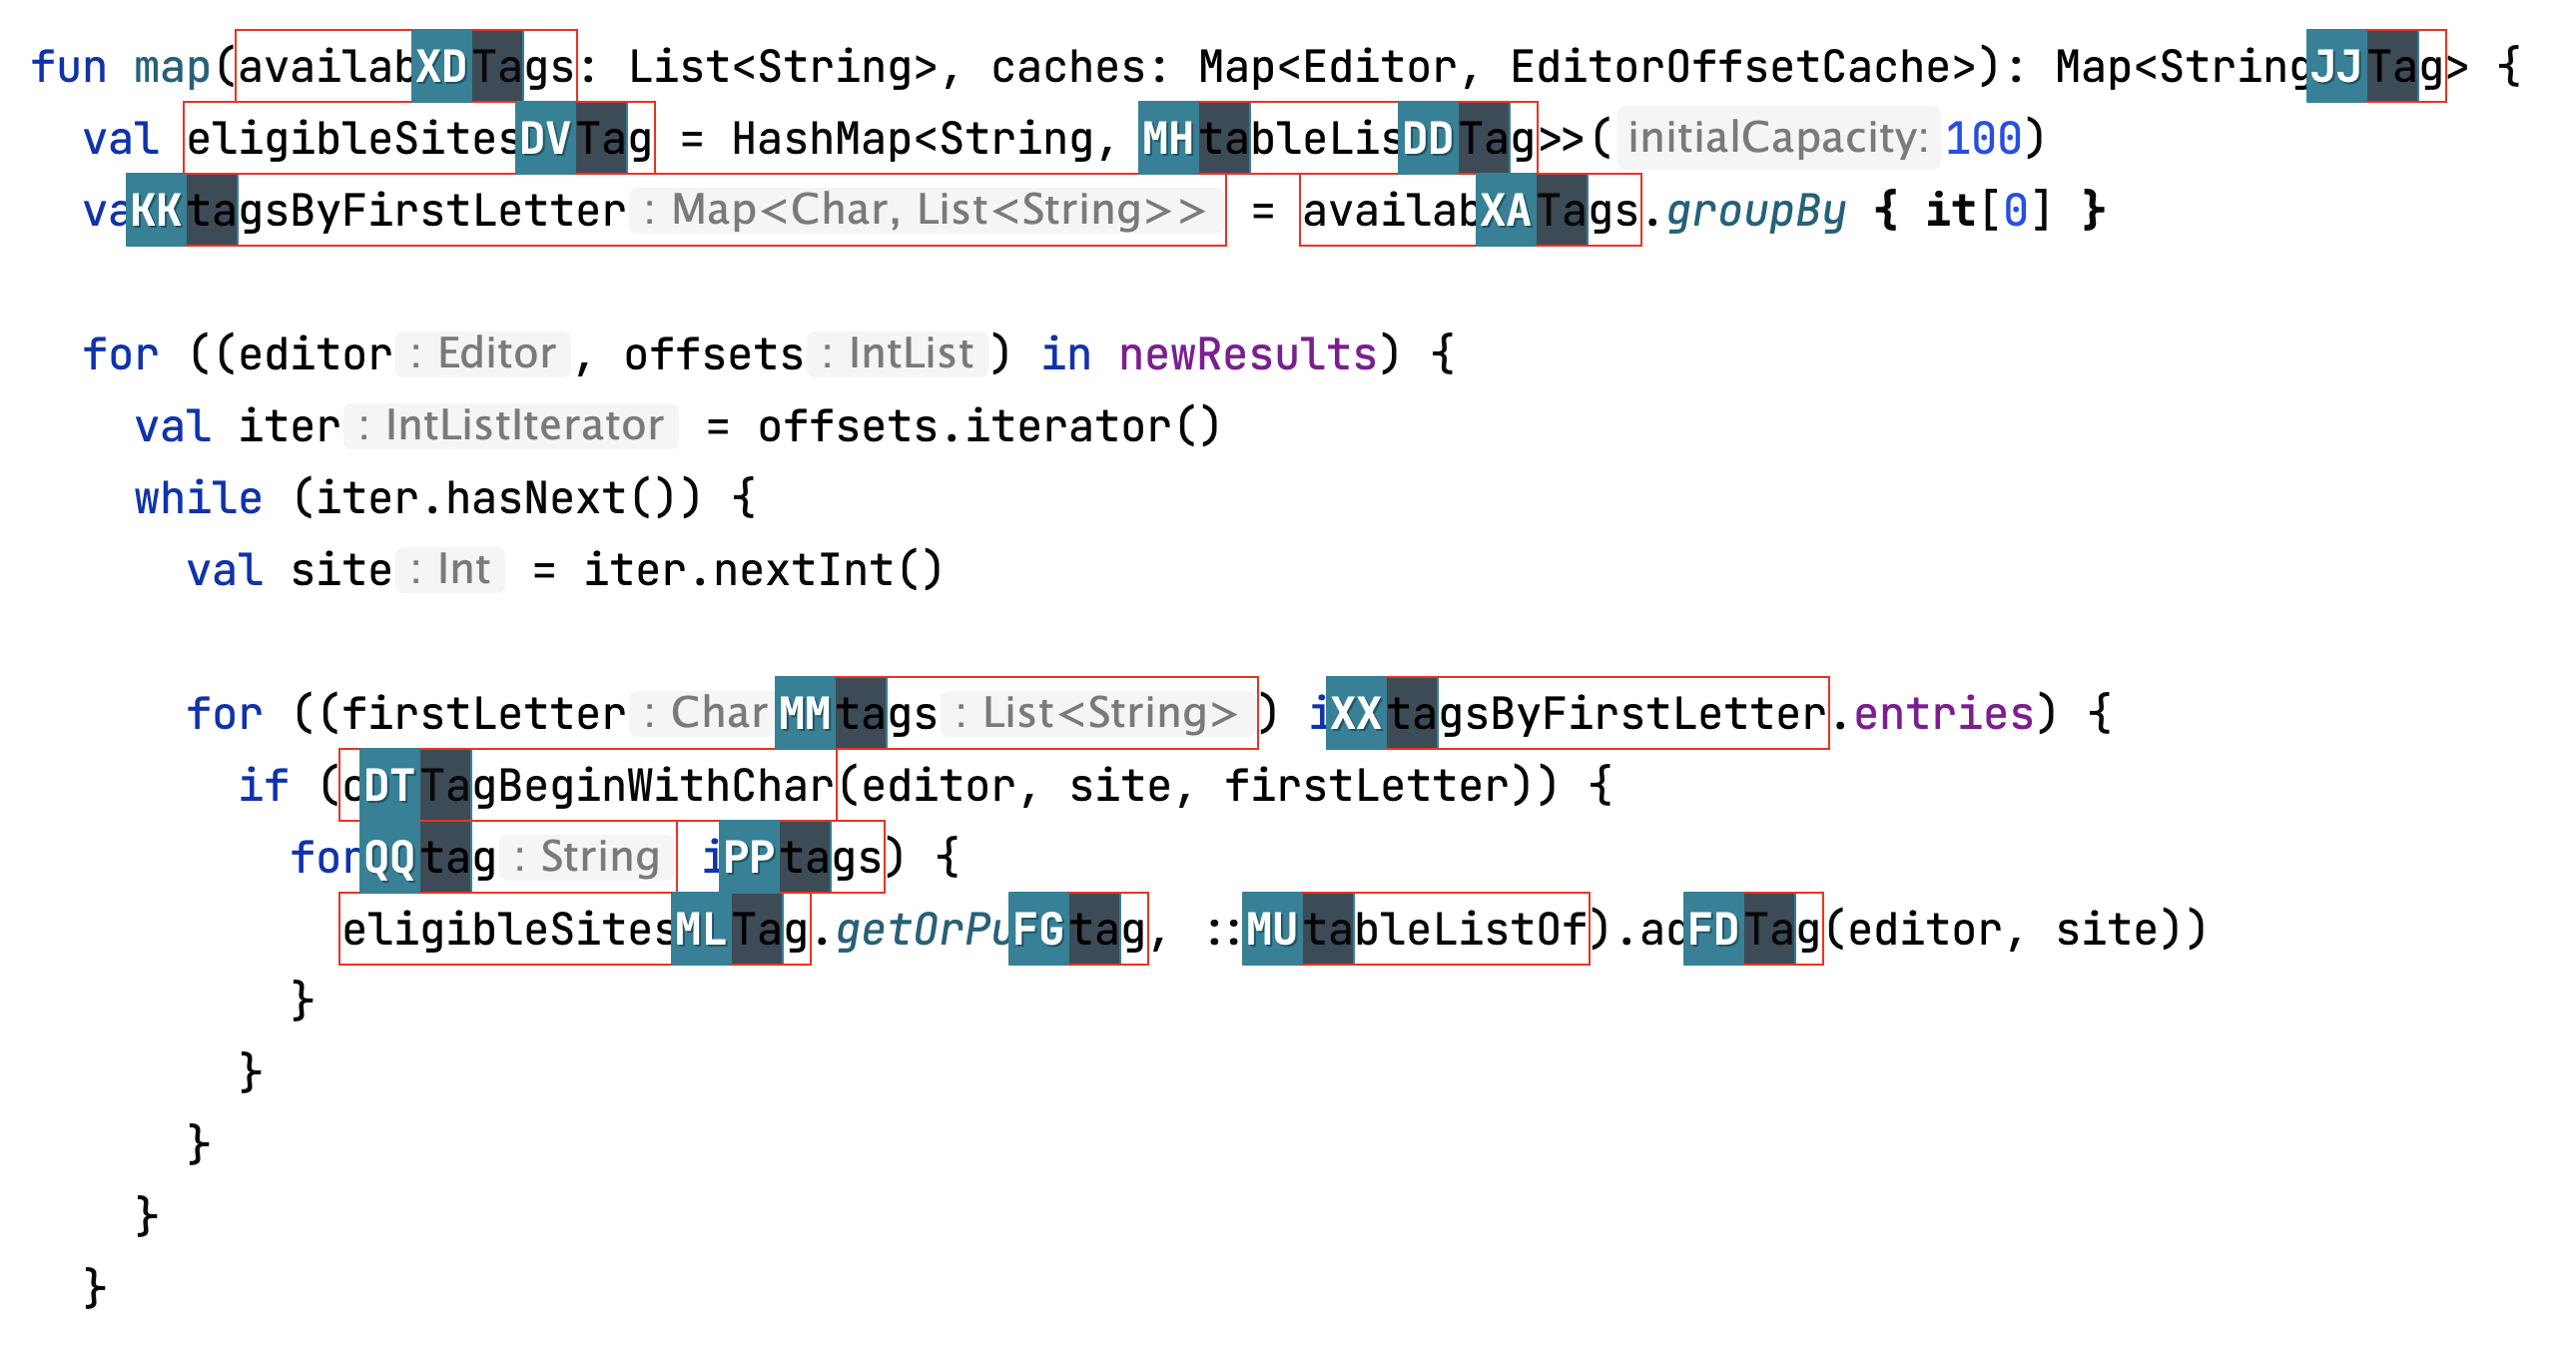 fun map(availabXDTags: List<String>, caches: Map<Editor, EditorOffsetCache>): Map<StringJJTag> {
val eligibleSitesDVTag = HashMap<String, MHtableLisDDTag>>( initialCapacity: 100)
vaKKtagsByFirstLetter : Map<Char, List<String>> = availabXATags.groupBy { it[0] }
for ((editor : Editor, offsets : IntList) in newResults) {
val iter : IntListIterator = offsets.iterator()
while (iter.hasNext()) {
val site : Int = iter.nextInt()
for ((firstLetter : Char MMtags : List<String>) iXXtagsByFirstLetter.entries) {
if (cDTTagBeginWithChar(editor, site, firstLetter)) {
forQQtag : String iPPtags) {
eligibleSitesMLTag.getOrPuFGtag, ::MUtableListOf).adFDTag(editor, site))
}
}
}
}
}